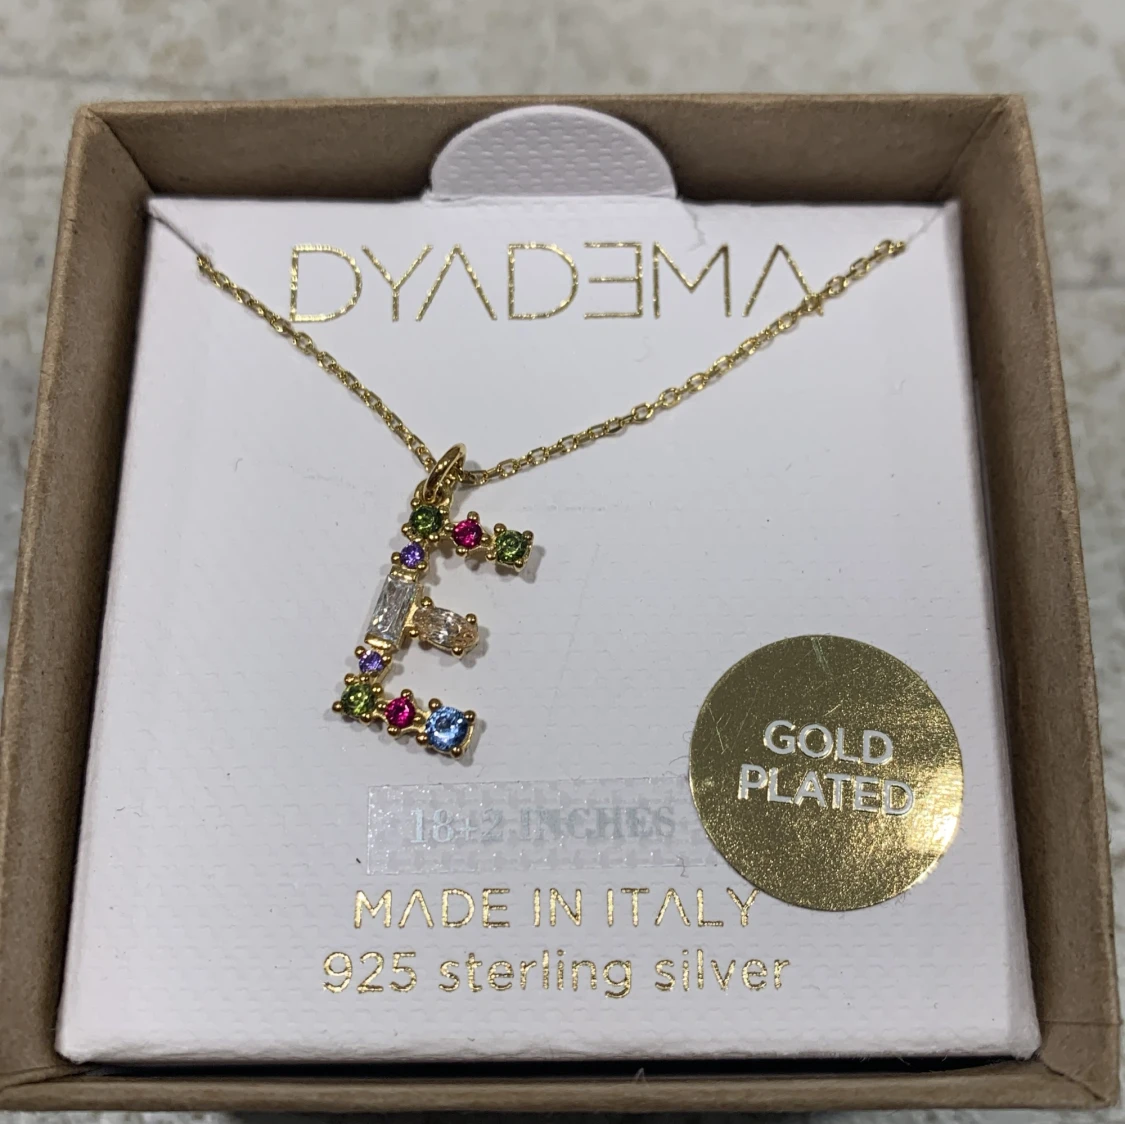 DYADEMA
GOLD
PLATED
18+2 INCHES
MADE IN ITALY
925 sterling silver